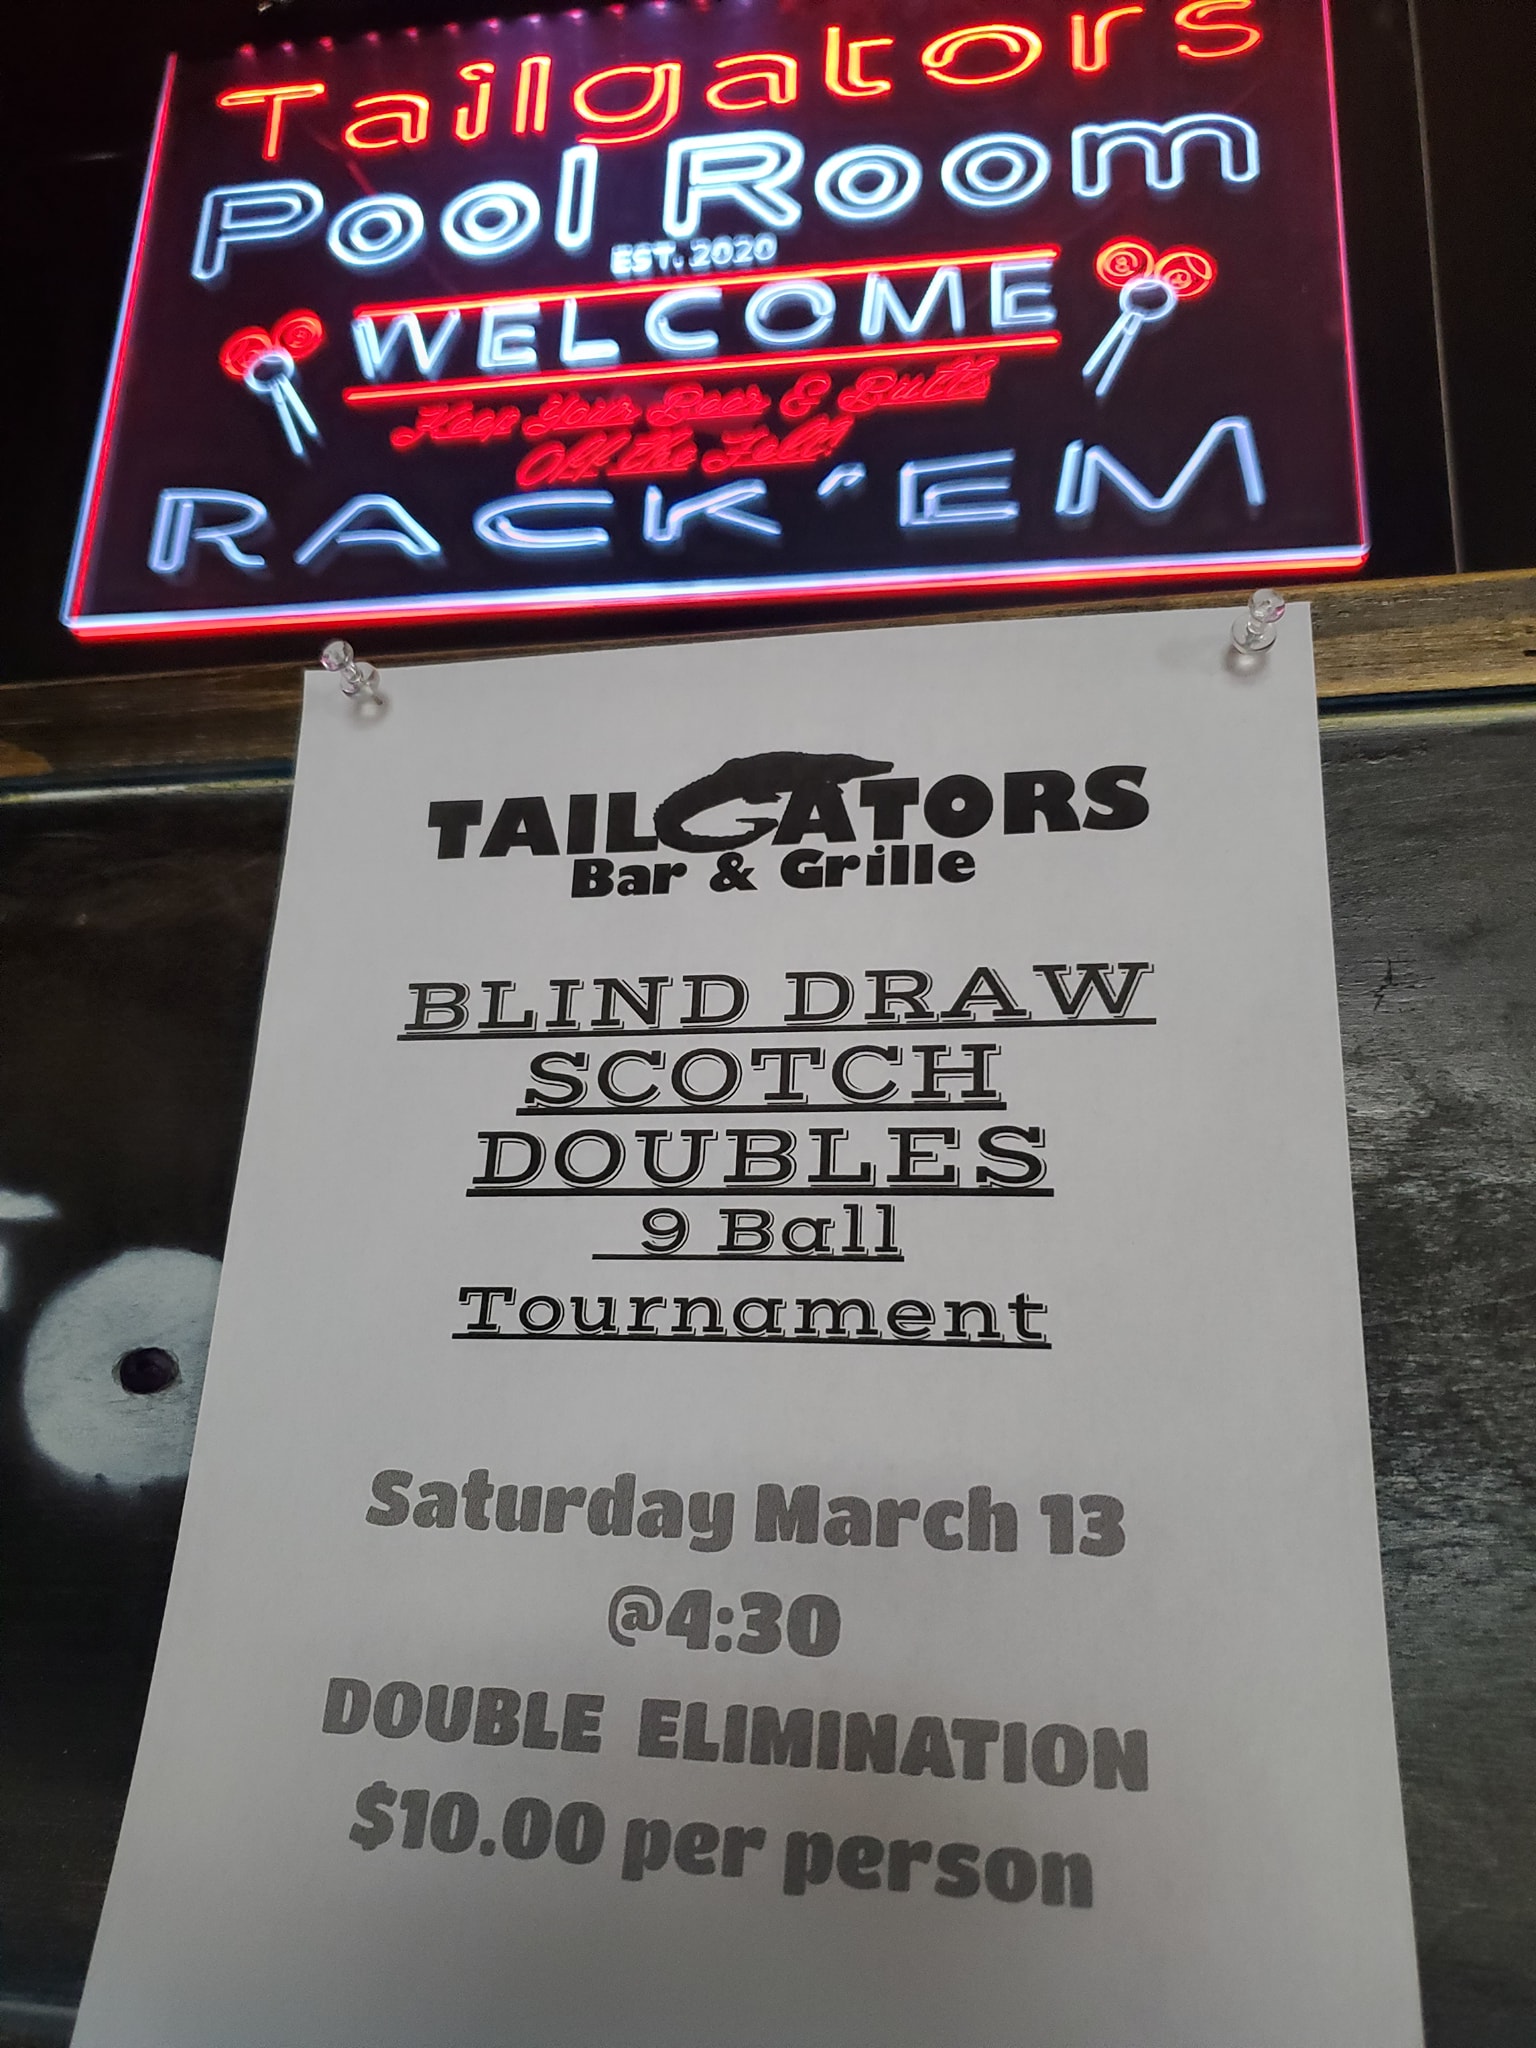 Tailgators
Pool Room
EST. 2020
WELCOME
Keep Your Beer & Butts
Off the Felt!
RACK'EM
TAILGATORS
Bar & Grille
BLIND DRAW
SCOTCH
DOUBLES
9 Ball
Tournament
Saturday March 13
@4:30
DOUBLE ELIMINATION
$10.00 per person